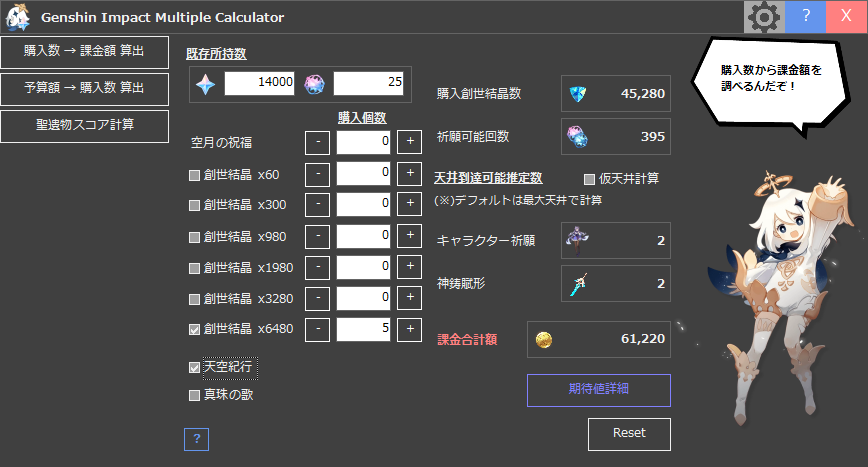 Genshin Impact Multiple Calculator
?
X
購入数 → 課金額 算出
予算額 → 購入数 算出
聖遺物スコア計算
既存所持数
14000
25
購入個数
空月の祝福
-
0
+
創世結晶 x60
-
0
+
創世結晶 x300
-
0
+
創世結晶 x980
-
0
+
創世結晶 x1980
-
0
+
創世結晶 x3280
-
0
+
創世結晶 x6480
-
5
+
天空紀行
真珠の歌
?
購入創世結晶数
45,280
祈願可能回数
395
天井到達可能推定数
仮天井計算
(※)デフォルトは最大天井で計算
キャラクター祈願
2
神鋳賦形
2
課金合計額
61,220
期待値詳細
Reset
購入数から課金額を
調べるんだぞ！